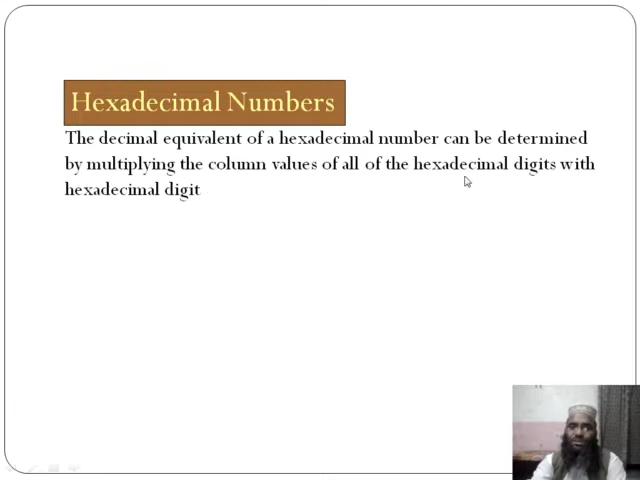 Hexadecimal Numbers
The decimal equivalent of a hexadecimal number can be determined
by multiplying the column values of all of the hexadecimal digits with
hexadecimal digit